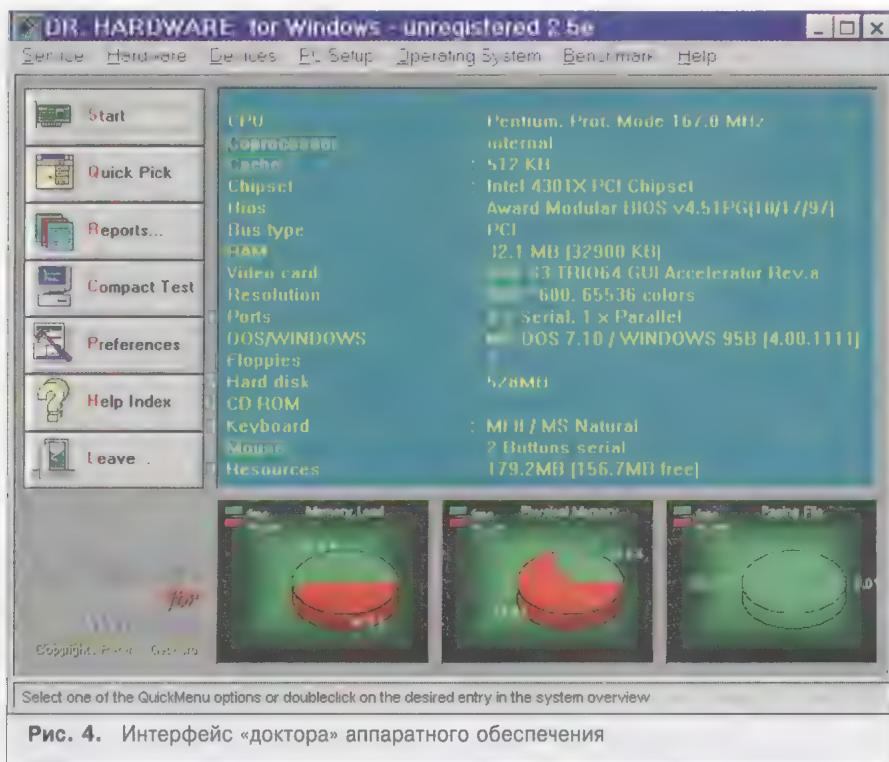 DR. HARDWARE for Windows - unregistered 2.5e
Service Hardware Devices PC Setup Operating System Benchmark Help
Start
Quick Pick
Reports...
Compact Test
Preferences
Help Index
Leave
CPU Pentium, Prot. Mode 167.0 MHz
Coprocessor internal
Cache : 512 KB
Chipset : Intel 430TX PCI Chipset
Bios Award Modular BIOS v4.51PG[10/17/97]
Bus type PCI
RAM 32.1 MB [32900 KB]
Video card S3 TRIO64 GUI Accelerator Rev.a
Resolution 600, 65536 colors
Ports Serial, 1 x Parallel
DOS/WINDOWS DOS 7.10 / WINDOWS 95B [4.00.1111]
Floppies
Hard disk 528MB
CD ROM
Keyboard : MFII / MS Natural
Mouse 2 Buttons serial
Resources 179.2MB [156.7MB free]
Memory Load
Physical Memory
Paging File
for
Copyright
Select one of the QuickMenu options or doubleclick on the desired entry in the system overview
Рис. 4. Интерфейс «доктора» аппаратного обеспечения